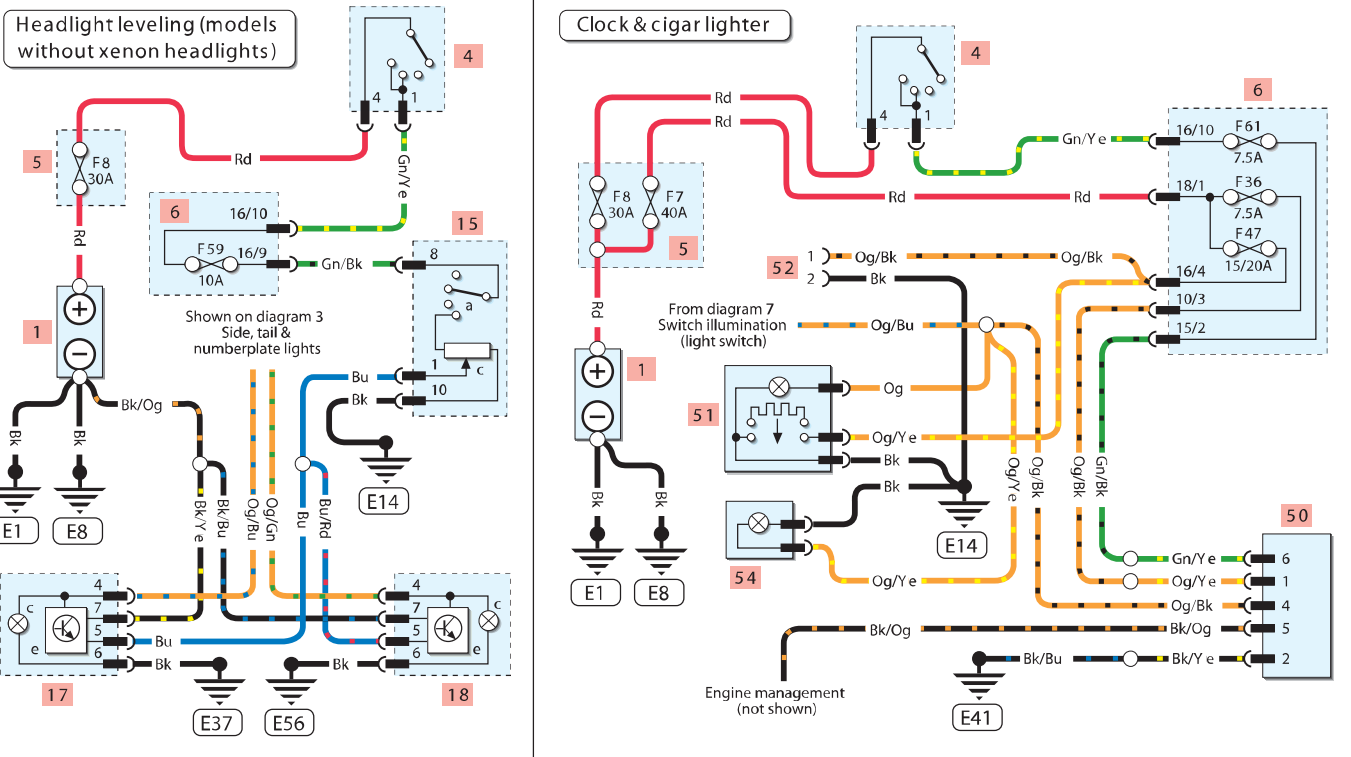 Headlight leveling (models
without xenon headlights)
4
4
1
Rd
5
F8
30A
Gn/Ye
6
16/10
15
F59
10A
16/9
Gn/Bk
8
a
Rd
1
Shown on diagram 3
Side, tail &
numberplate lights
1
c
10
Bu
Bk
Bk/Og
Bk
Bk
E14
E1
E8
Bk/Ye
Bk/Bu
Og/Bu
Og/Gn
Bu
Bu/Rd
4
7
5
6
c
e
Bu
Bk
Bk
4
7
5
6
c
e
17
E37
E56
18
Clock & cigar lighter
4
4
1
Rd
Rd
6
Gn/Ye
16/10
F61
7.5A
F8
30A
F7
40A
5
Rd
Rd
18/1
F36
7.5A
F47
15/20A
52
1
2
Og/Bk
Og/Bk
Bk
16/4
10/3
15/2
Rd
From diagram 7
Switch illumination
(light switch)
Og/Bu
1
51
Og
Og/Ye
Bk
Bk
Bk
Bk
Og/Ye
Og/Bk
Og/Bk
Gn/Bk
E14
54
Og/Ye
E1
E8
50
Gn/Ye
6
Og/Ye
1
Og/Bk
4
Bk/Og
Bk/Og
5
Bk/Bu
Bk/Ye
2
Engine management
(not shown)
E41